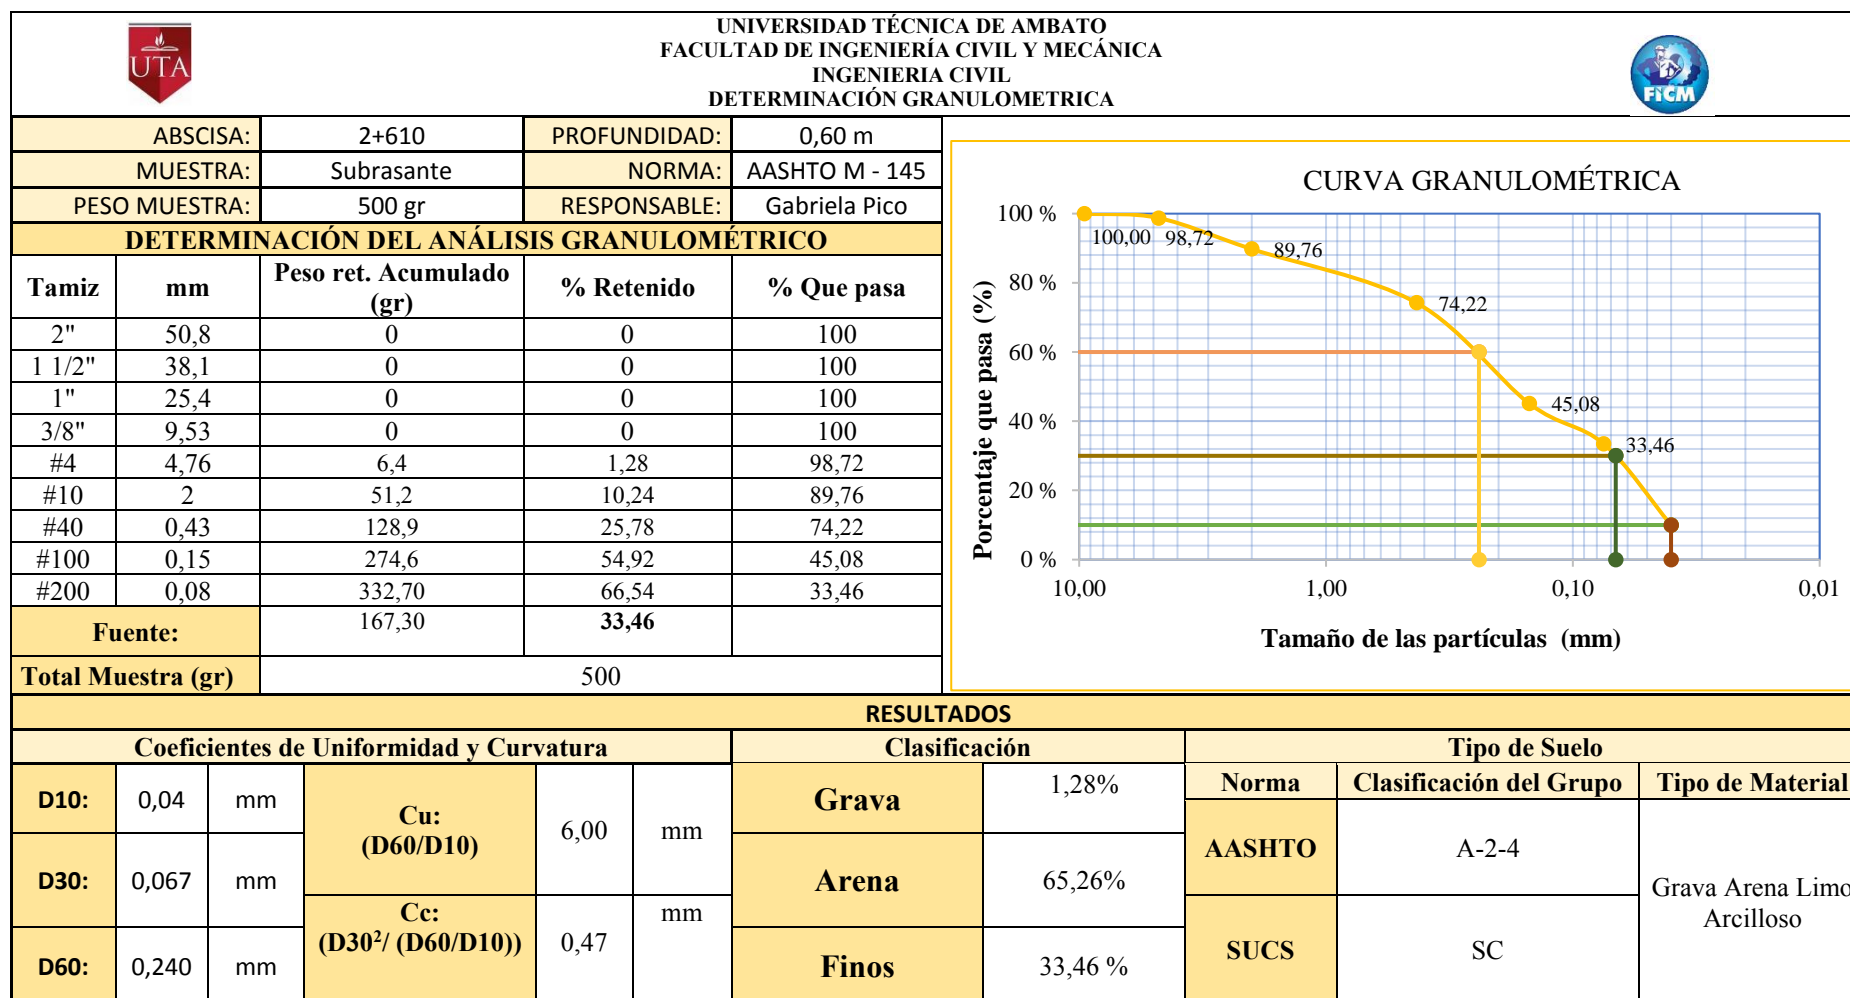 UNIVERSIDAD TÉCNICA DE AMBATO
FACULTAD DE INGENIERÍA CIVIL Y MECÁNICA
INGENIERIA CIVIL
DETERMINACIÓN GRANULOMETRICA
UTA
FICM
ABSCISA: 2+610 PROFUNDIDAD: 0,60 m
MUESTRA: Subrasante NORMA: AASHTO M - 145
PESO MUESTRA: 500 gr RESPONSABLE: Gabriela Pico
DETERMINACIÓN DEL ANÁLISIS GRANULOMÉTRICO
Tamiz mm Peso ret. Acumulado (gr) % Retenido % Que pasa
2" 50,8 0 0 100
1 1/2" 38,1 0 0 100
1" 25,4 0 0 100
3/8" 9,53 0 0 100
#4 4,76 6,4 1,28 98,72
#10 2 51,2 10,24 89,76
#40 0,43 128,9 25,78 74,22
#100 0,15 274,6 54,92 45,08
#200 0,08 332,70 66,54 33,46
Fuente: 167,30 33,46
Total Muestra (gr) 500
CURVA GRANULOMÉTRICA
Porcentaje que pasa (%)
100 %
80 %
60 %
40 %
20 %
0 %
100,00 98,72 89,76 74,22 45,08 33,46
10,00 1,00 0,10 0,01
Tamaño de las partículas (mm)
RESULTADOS
Coeficientes de Uniformidad y Curvatura Clasificación Tipo de Suelo
D10: 0,04 mm
D30: 0,067 mm
D60: 0,240 mm
Cu:
(D60/D10) 6,00 mm
Cc:
(D30²/ (D60/D10)) 0,47 mm
Grava 1,28%
Arena 65,26%
Finos 33,46 %
Norma Clasificación del Grupo Tipo de Material
AASHTO A-2-4
SUCS SC
Grava Arena Limo
Arcilloso